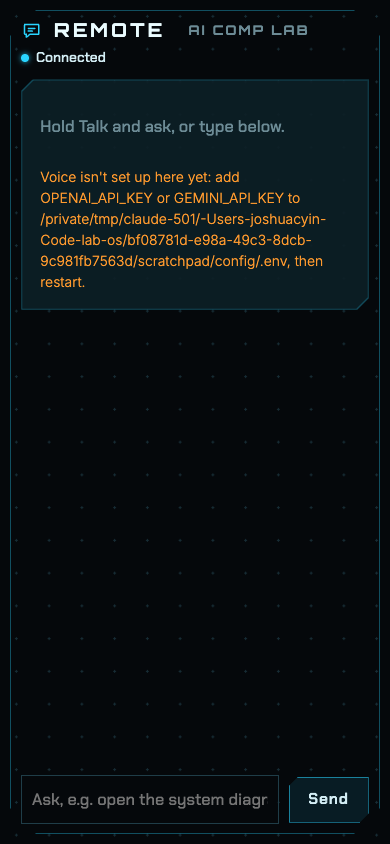 REMOTE AI COMP LAB
Connected
Hold Talk and ask, or type below.
Voice isn't set up here yet: add
OPENAI_API_KEY or GEMINI_API_KEY to
/private/tmp/claude-501/-Users-joshuacyin-
Code-lab-os/bf08781d-e98a-49c3-8dcb-
9c981fb7563d/scratchpad/config/.env, then
restart.
Ask, e.g. open the system diagr
Send